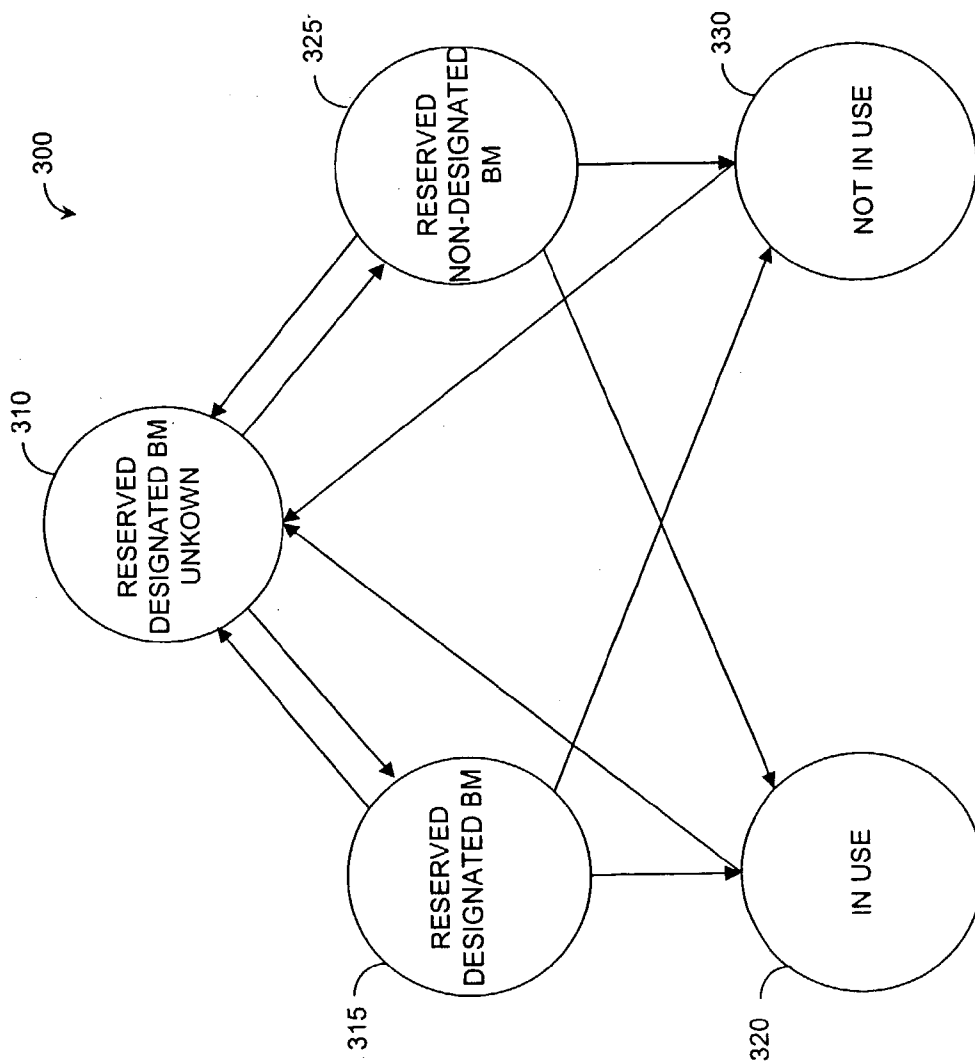 300
310
RESERVED
DESIGNATED BM
UNKOWN
325
RESERVED
NON-DESIGNATED
BM
315
RESERVED
DESIGNATED BM
320
IN USE
330
NOT IN USE